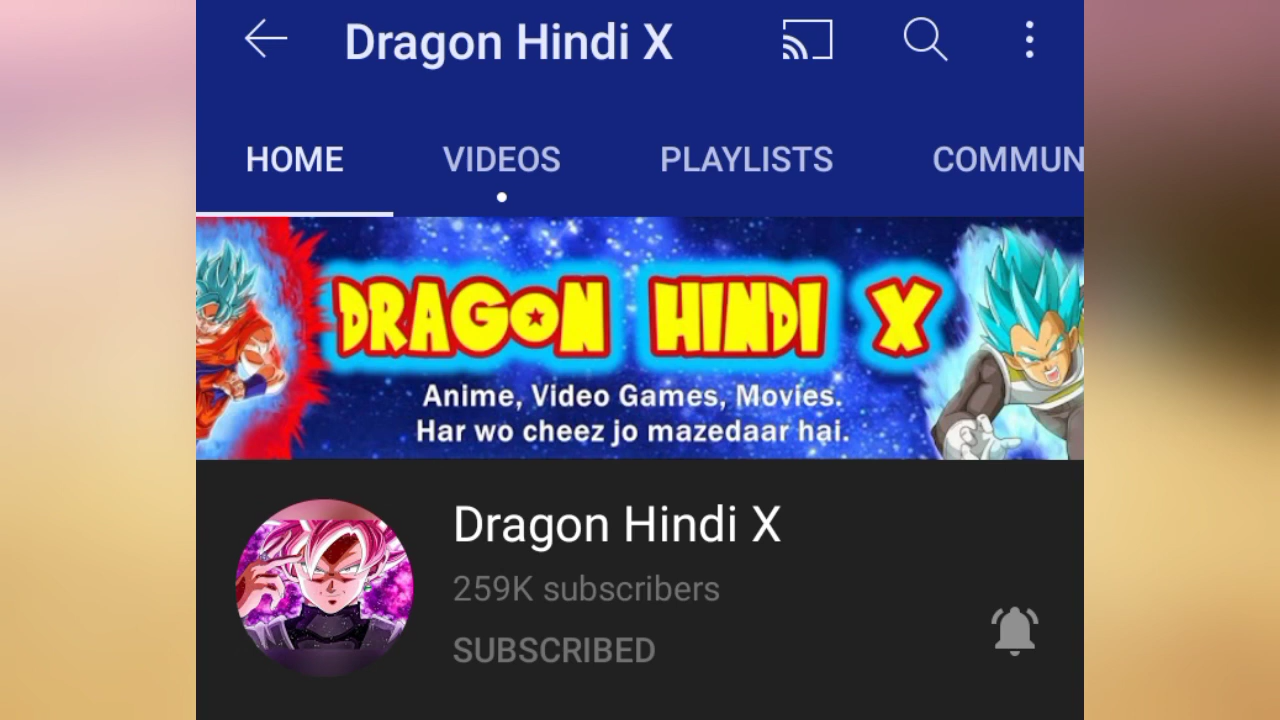 Dragon Hindi X
HOME VIDEOS PLAYLISTS COMMUN
DRAGON HINDI X
Anime, Video Games, Movies.
Har wo cheez jo mazedaar hai.
Dragon Hindi X
259K subscribers
SUBSCRIBED